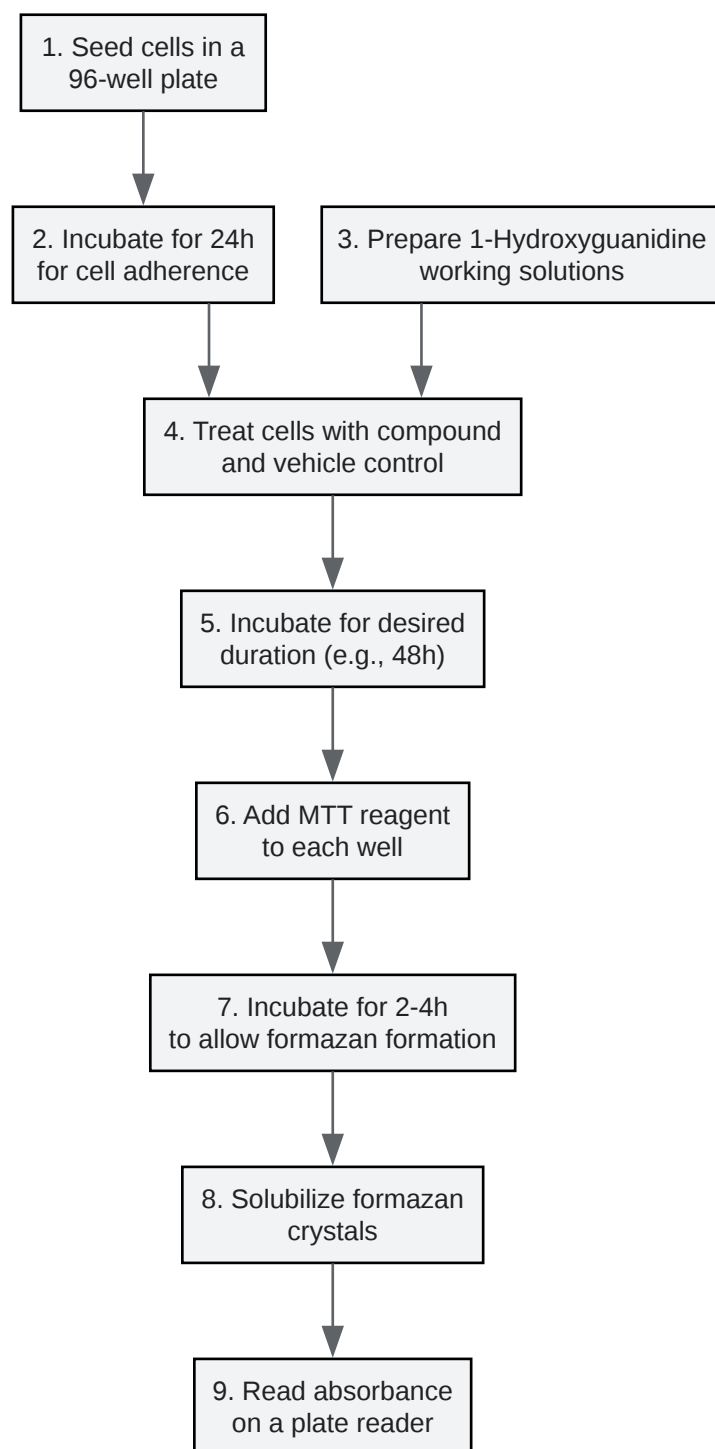 1. Seed cells in a
96-well plate
2. Incubate for 24h
for cell adherence
3. Prepare 1-Hydroxyguanidine
working solutions
4. Treat cells with compound
and vehicle control
5. Incubate for desired
duration (e.g., 48h)
6. Add MTT reagent
to each well
7. Incubate for 2-4h
to allow formazan formation
8. Solubilize formazan
crystals
9. Read absorbance
on a plate reader